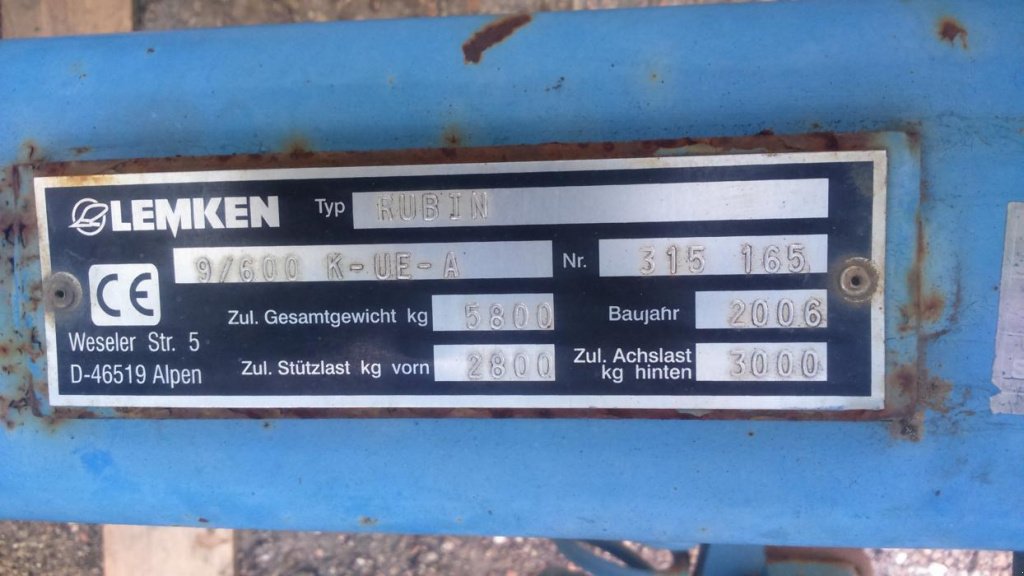 LEMKEN Typ RUBIN
9/600 K-UE-A Nr. 315 165
CE
Zul. Gesamtgewicht kg 5800 Baujahr 2006
Weseler Str. 5
D-46519 Alpen
Zul. Stützlast kg vorn 2800
Zul. Achslast
kg hinten 3000